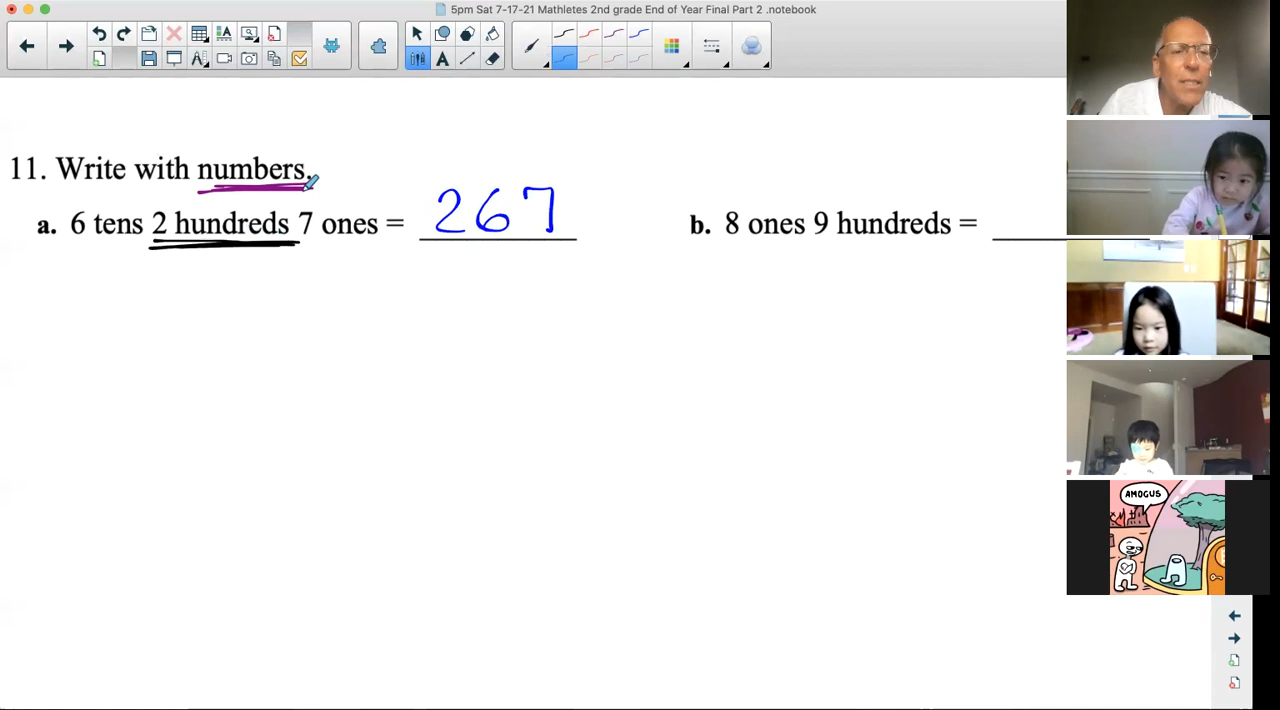 5pm Sat 7-17-21 Mathletes 2nd grade End of Year Final Part 2 .notebook
11. Write with numbers.
a. 6 tens 2 hundreds 7 ones = 267
b. 8 ones 9 hundreds =
AMOGUS